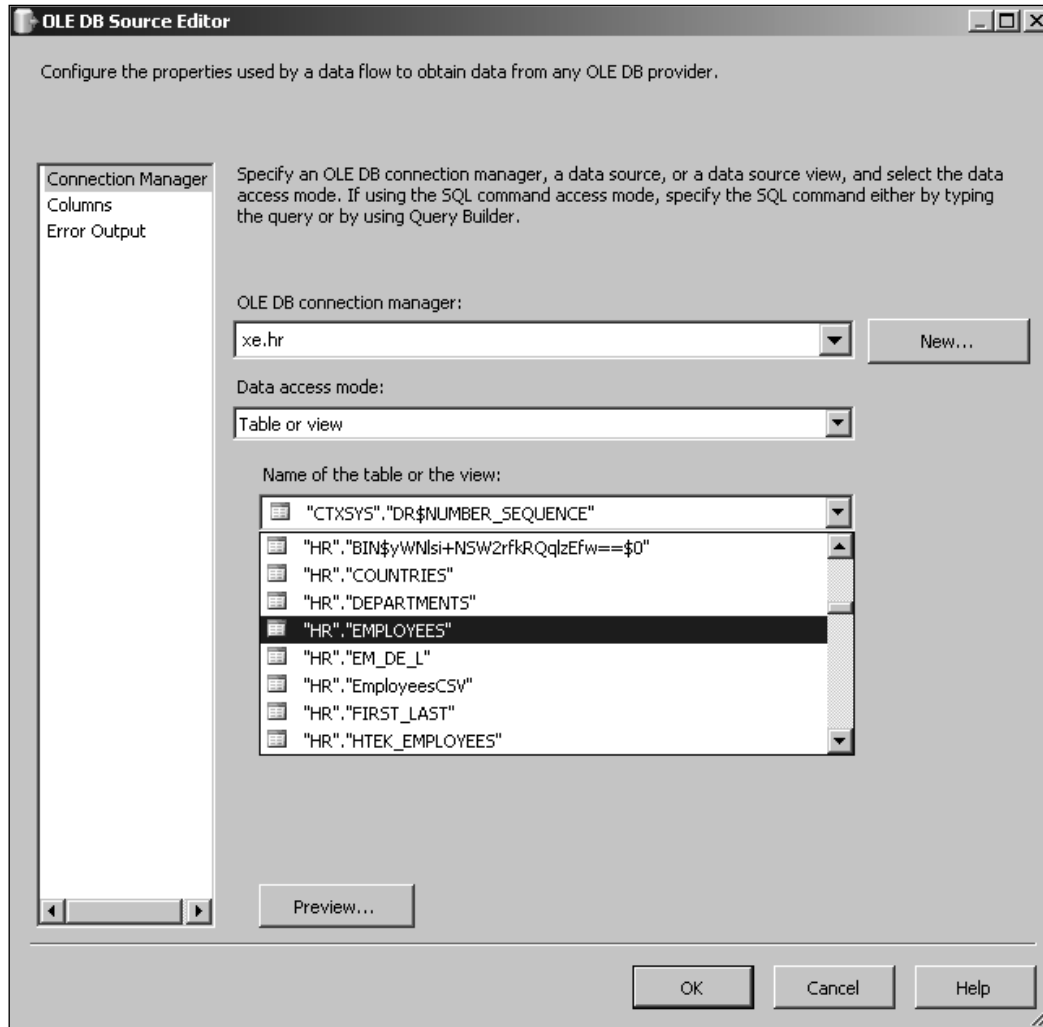 OLE DB Source Editor
Configure the properties used by a data flow to obtain data from any OLE DB provider.
Connection Manager
Columns
Error Output
Specify an OLE DB connection manager, a data source, or a data source view, and select the data
access mode. If using the SQL command access mode, specify the SQL command either by typing
the query or by using Query Builder.
OLE DB connection manager:
xe.hr
New...
Data access mode:
Table or view
Name of the table or the view:
"CTXSYS"."DR$NUMBER_SEQUENCE"
"HR"."BIN$yWNlsi+NSW2rfkRQqlzEfw==$0"
"HR"."COUNTRIES"
"HR"."DEPARTMENTS"
"HR"."EMPLOYEES"
"HR"."EM_DE_L"
"HR"."EmployeesCSV"
"HR"."FIRST_LAST"
"HR"."HTEK_EMPLOYEES"
Preview...
OK
Cancel
Help